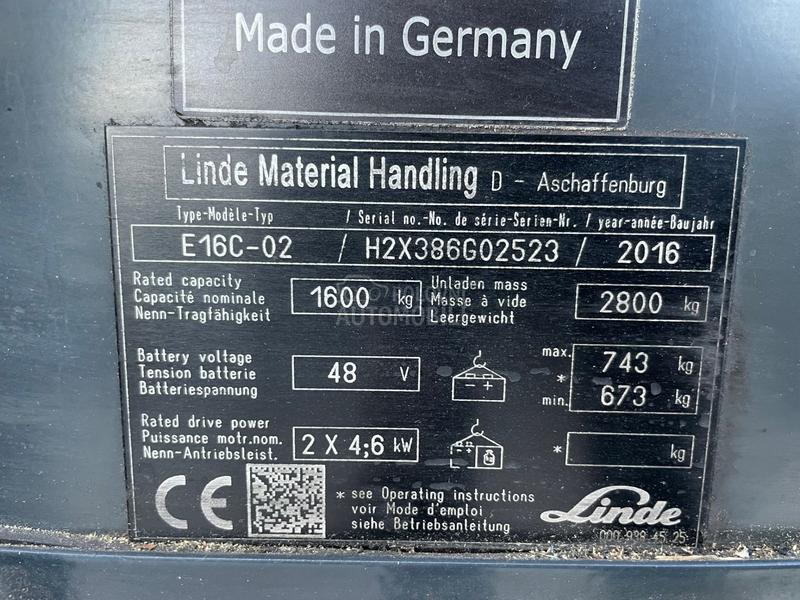 Made in Germany
Linde Material Handling D - Aschaffenburg
Type-Modèle-Typ / Serial no.-No. de série-Serien-Nr. / year-année-Baujahr
E16C-02 / H2X386G02523 / 2016
Rated capacity
Capacité nominale
Nenn-Tragfähigkeit
1600 kg
Unladen mass
Masse à vide
Leergewicht
2800 kg
Battery voltage
Tension batterie
Batteriespannung
48 V
max. 743 kg
*
min. 673 kg
Rated drive power
Puissance motr.nom.
Nenn-Antriebsleist.
2 X 4;6 kW
* kg
CE
* see Operating instructions
voir Mode d'emploi
siehe Betriebsanleitung
Linde
AUTOMOBILI